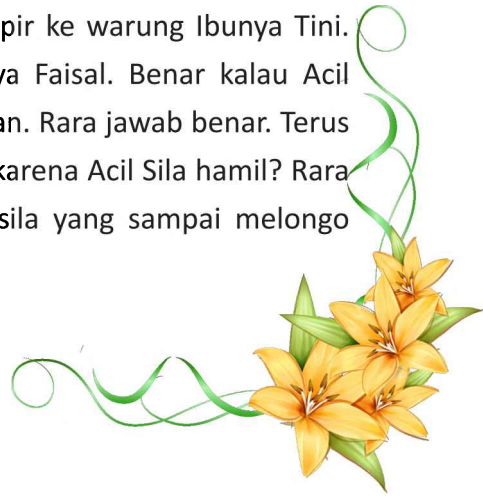 pir ke warung Ibunya Tini.
ya Faisal. Benar kalau Acil
an. Rara jawab benar. Terus
karena Acil Sila hamil? Rara
sila yang sampai melongo